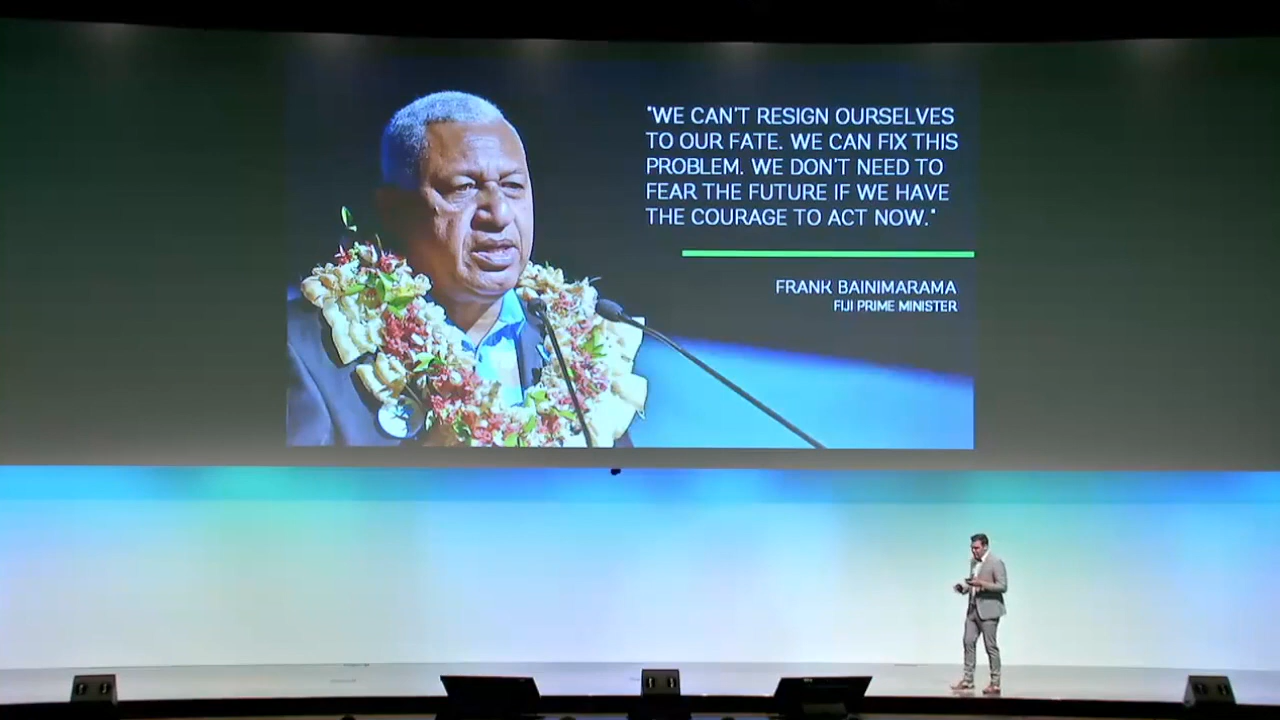 "WE CAN'T RESIGN OURSELVES
TO OUR FATE. WE CAN FIX THIS
PROBLEM. WE DON'T NEED TO
FEAR THE FUTURE IF WE HAVE
THE COURAGE TO ACT NOW."
FRANK BAINIMARAMA
FIJI PRIME MINISTER